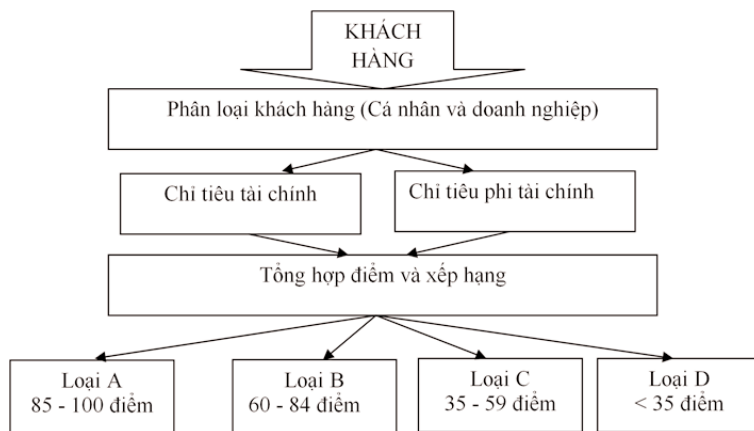 KHÁCH
HÀNG
Phân loại khách hàng (Cá nhân và doanh nghiệp)
Chỉ tiêu tài chính
Chỉ tiêu phi tài chính
Tổng hợp điểm và xếp hạng
Loại A
85 - 100 điểm
Loại B
60 - 84 điểm
Loại C
35 - 59 điểm
Loại D
< 35 điểm